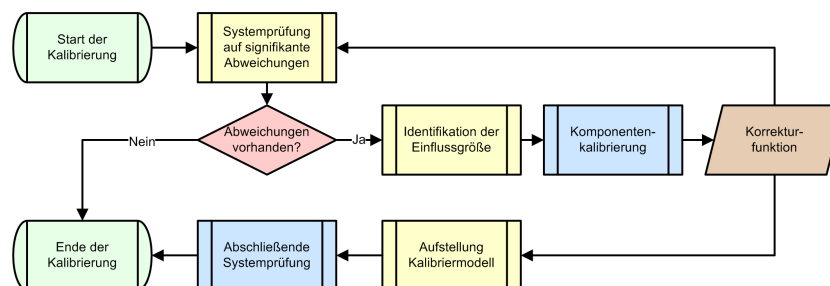 Start der
Kalibrierung
Systemprüfung
auf signifikante
Abweichungen
Abweichungen
vorhanden?
Nein
Ja
Identifikation der
Einflussgröße
Komponenten-
kalibrierung
Korrektur-
funktion
Ende der
Kalibrierung
Abschließende
Systemprüfung
Aufstellung
Kalibriermodell